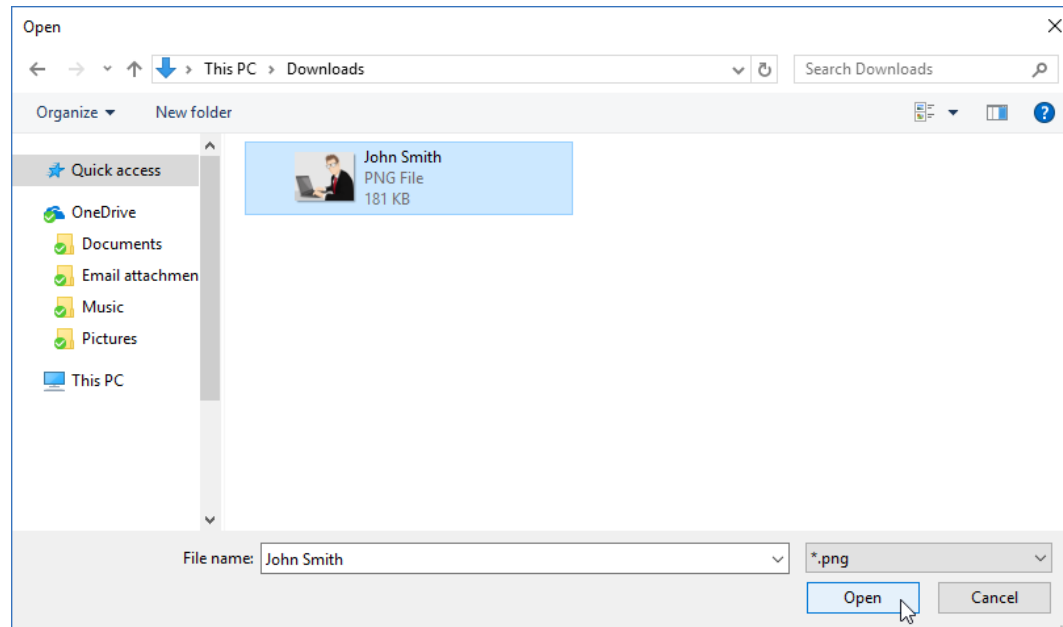 Open
This PC > Downloads
Search Downloads
Organize
New folder
?
Quick access
OneDrive
Documents
Email attachmen
Music
Pictures
This PC
John Smith
PNG File
181 KB
File name: John Smith
*.png
Open
Cancel